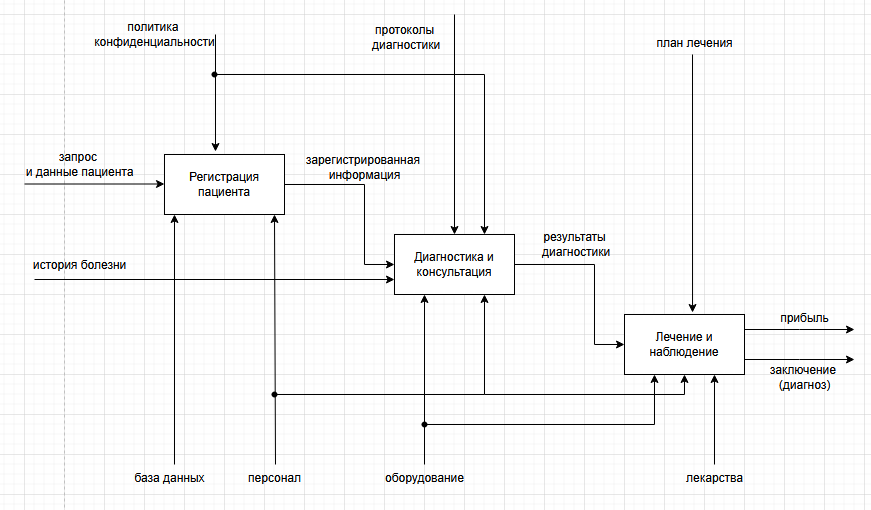 политика
конфиденциальности
протоколы
диагностики
план лечения
запрос
и данные пациента
Регистрация
пациента
зарегистрированная
информация
история болезни
Диагностика и
консультация
результаты
диагностики
Лечение и
наблюдение
прибыль
заключение
(диагноз)
база данных
персонал
оборудование
лекарства